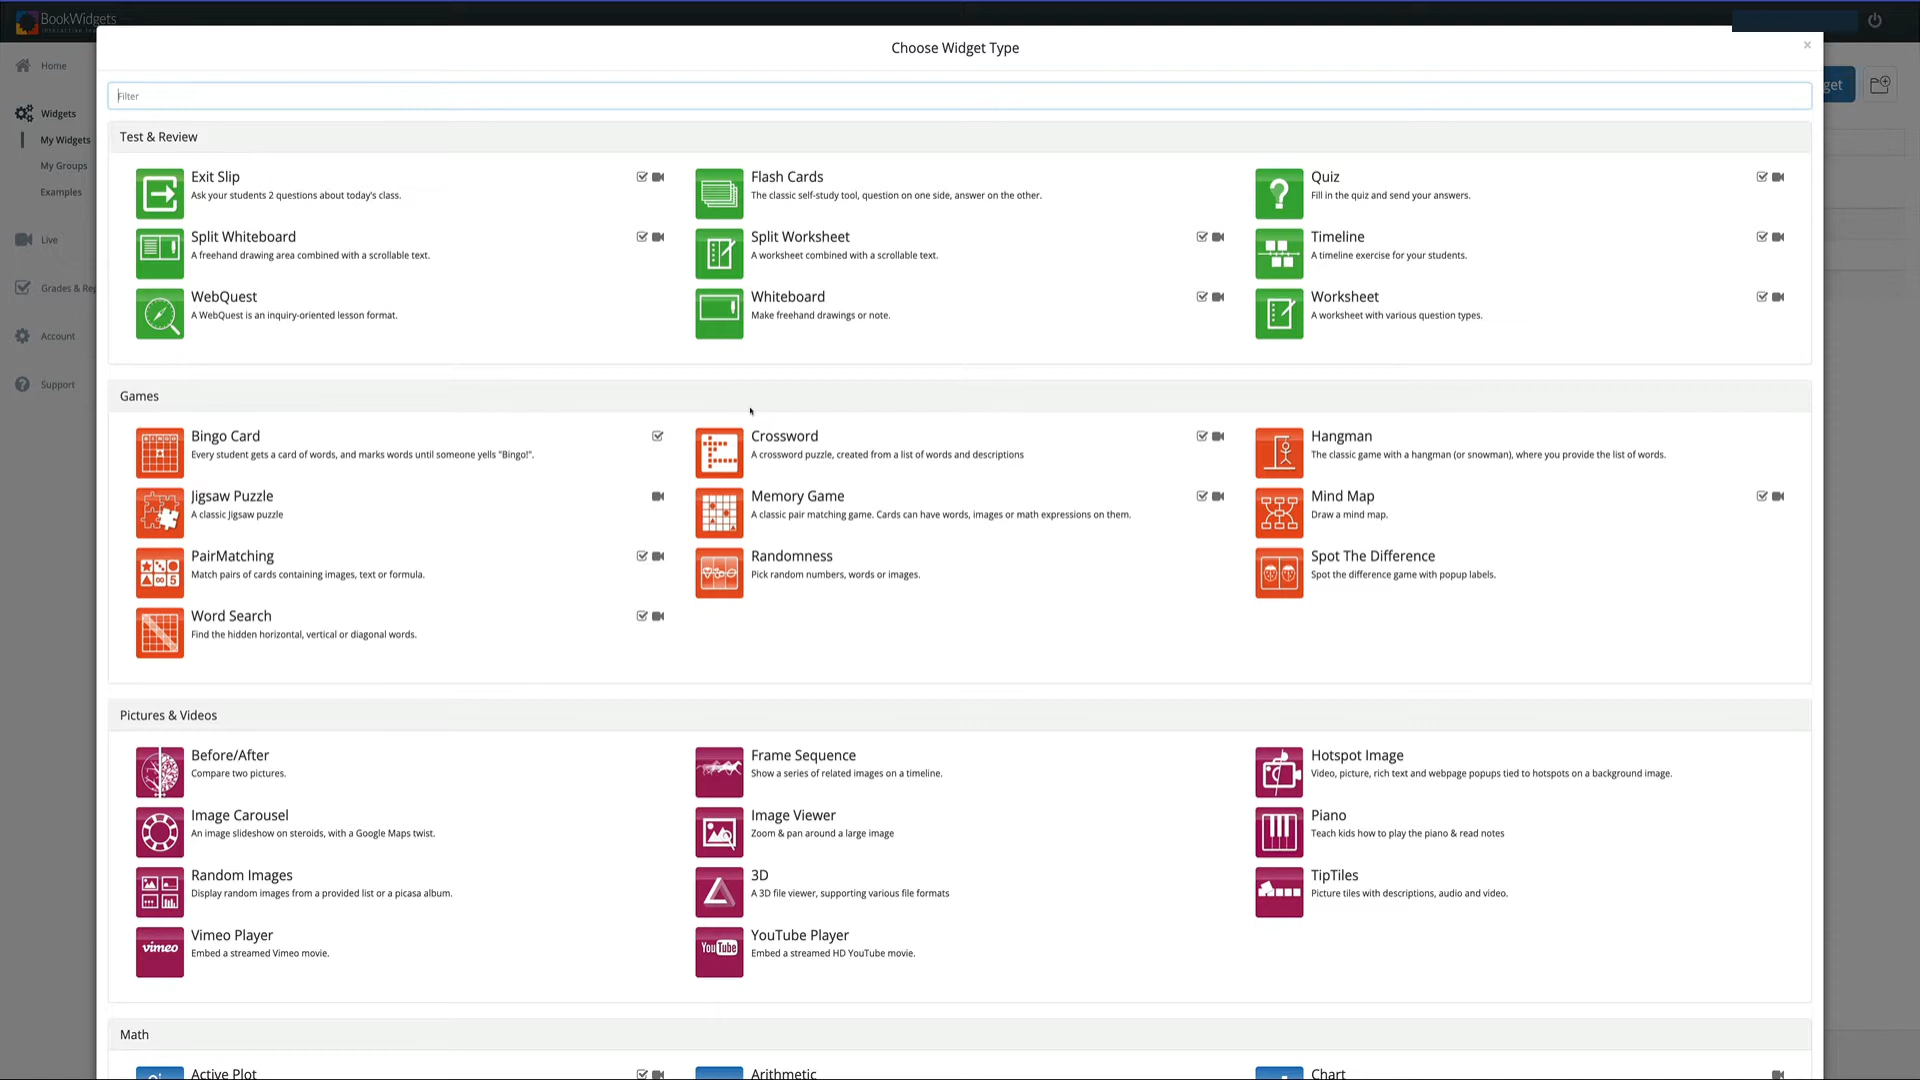 BookWidgets
Choose Widget Type
×
Home
Filter
get
Widgets
My Widgets
My Groups
Examples
Live
Grades & Rep
Account
Support
Test & Review
Exit Slip
Ask your students 2 questions about today's class.
Flash Cards
The classic self-study tool, question on one side, answer on the other.
Quiz
Fill in the quiz and send your answers.
Split Whiteboard
A freehand drawing area combined with a scrollable text.
Split Worksheet
A worksheet combined with a scrollable text.
Timeline
A timeline exercise for your students.
WebQuest
A WebQuest is an inquiry-oriented lesson format.
Whiteboard
Make freehand drawings or note.
Worksheet
A worksheet with various question types.
Games
Bingo Card
Every student gets a card of words, and marks words until someone yells "Bingo!".
Crossword
A crossword puzzle, created from a list of words and descriptions
Hangman
The classic game with a hangman (or snowman), where you provide the list of words.
Jigsaw Puzzle
A classic Jigsaw puzzle
Memory Game
A classic pair matching game. Cards can have words, images or math expressions on them.
Mind Map
Draw a mind map.
PairMatching
Match pairs of cards containing images, text or formula.
Randomness
Pick random numbers, words or images.
Spot The Difference
Spot the difference game with popup labels.
Word Search
Find the hidden horizontal, vertical or diagonal words.
Pictures & Videos
Before/After
Compare two pictures.
Frame Sequence
Show a series of related images on a timeline.
Hotspot Image
Video, picture, rich text and webpage popups tied to hotspots on a background image.
Image Carousel
An image slideshow on steroids, with a Google Maps twist.
Image Viewer
Zoom & pan around a large image
Piano
Teach kids how to play the piano & read notes
Random Images
Display random images from a provided list or a picasa album.
3D
A 3D file viewer, supporting various file formats
TipTiles
Picture tiles with descriptions, audio and video.
vimeo
Vimeo Player
Embed a streamed Vimeo movie.
YouTube
YouTube Player
Embed a streamed HD YouTube movie.
Math
Active Plot
Arithmetic
Chart